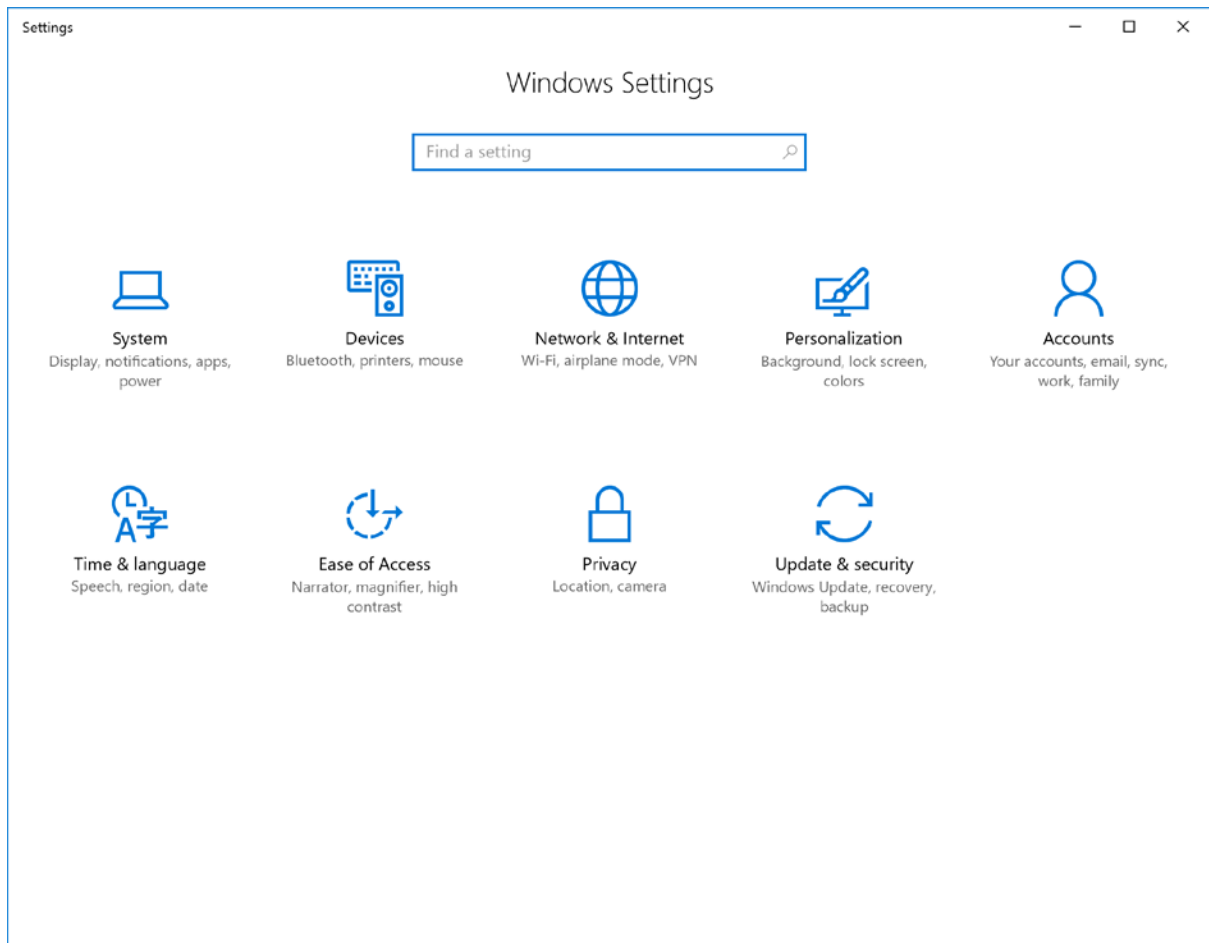 Settings
Windows Settings
Find a setting
System
Display, notifications, apps,
power
Devices
Bluetooth, printers, mouse
Network & Internet
Wi-Fi, airplane mode, VPN
Personalization
Background, lock screen,
colors
Accounts
Your accounts, email, sync,
work, family
A字
Time & language
Speech, region, date
Ease of Access
Narrator, magnifier, high
contrast
Privacy
Location, camera
Update & security
Windows Update, recovery,
backup